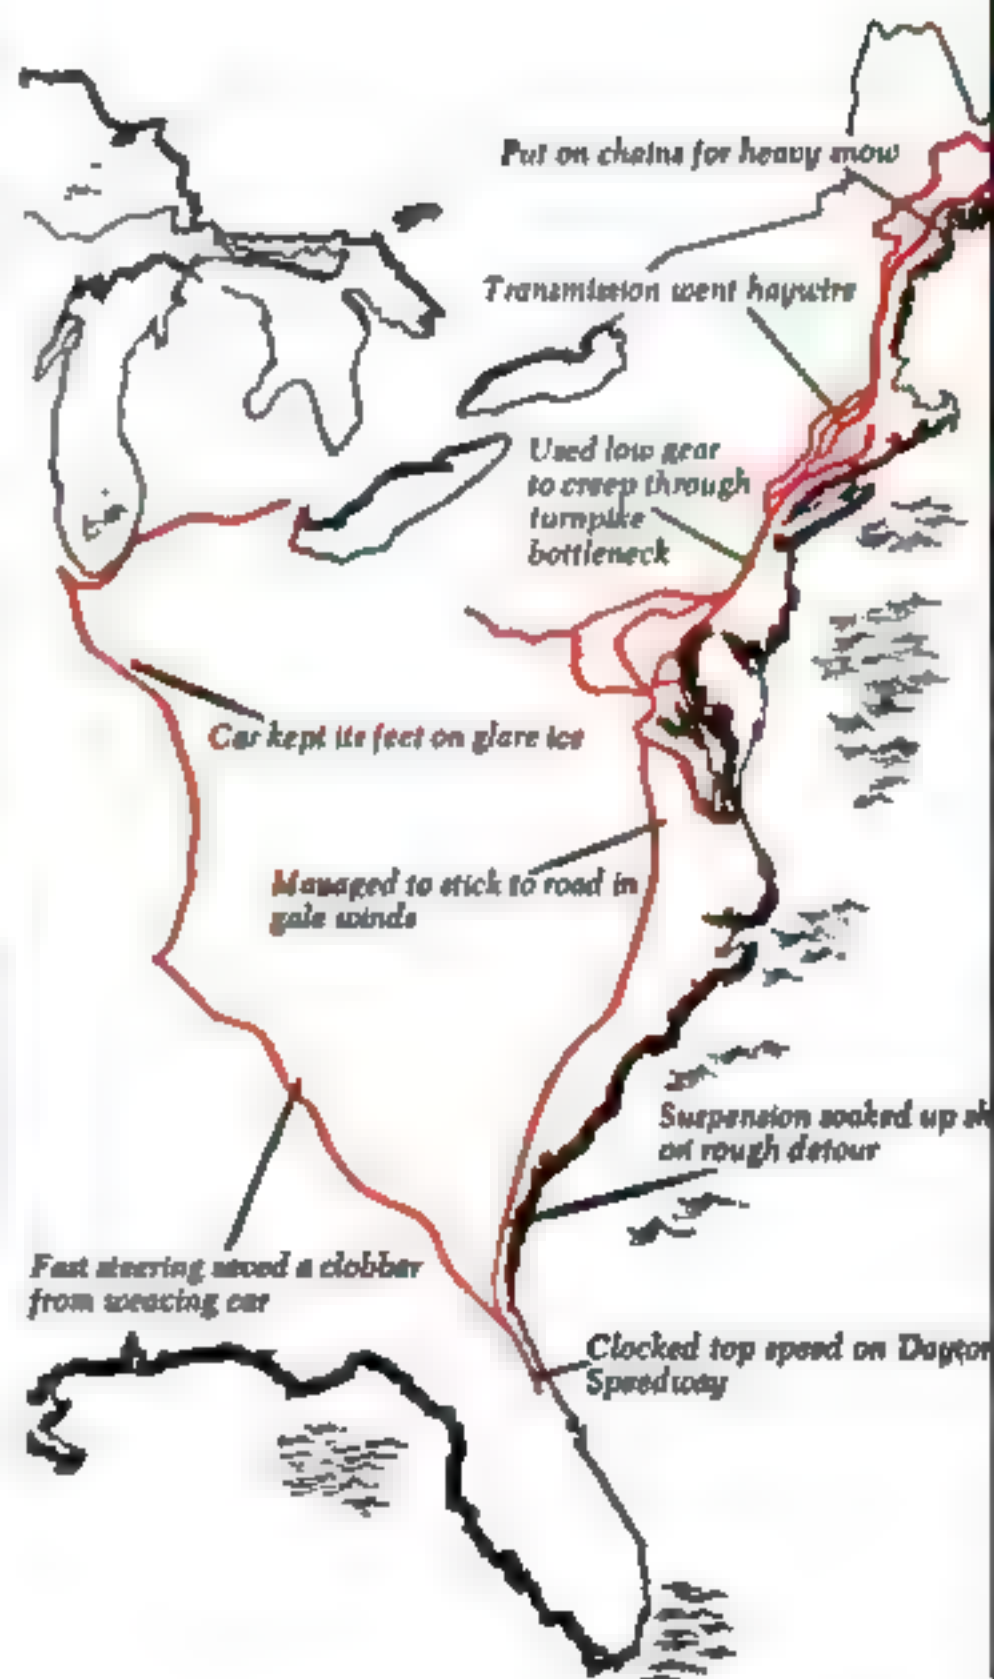 Put on chains for heavy snow
Transmission went haywire
Used low gear
to creep through
turnpike
bottleneck
Car kept its feet on glare ice
Managed to stick to road in
gale winds
Suspension soaked up
on rough detour
Fast steering saved a clobber
from weaving car
Clocked top speed on Dayton
Speedway